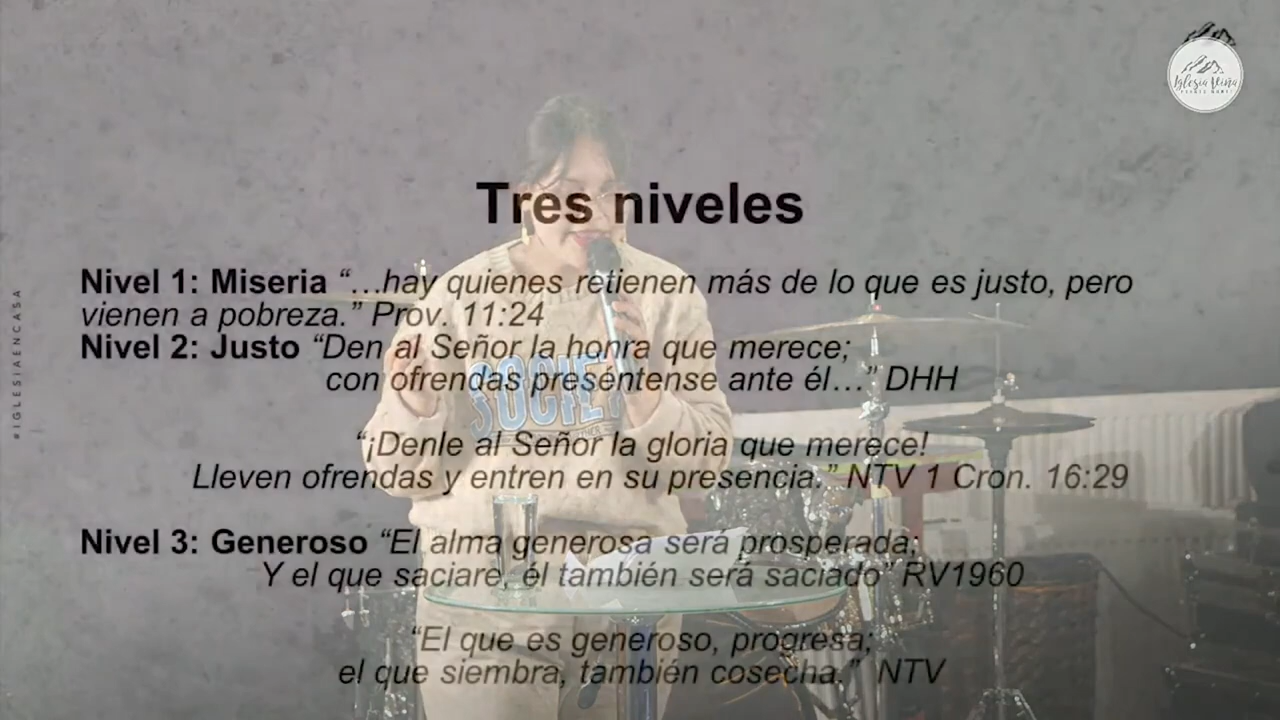 Iglesia Viña
#IGLESIAENCASA
Tres niveles
Nivel 1: Miseria “…hay quienes retienen más de lo que es justo, pero
vienen a pobreza.” Prov. 11:24
Nivel 2: Justo “Den al Señor la honra que merece;
con ofrendas preséntense ante él…” DHH
SOCIET
“¡Denle al Señor la gloria que merece!
Lleven ofrendas y entren en su presencia.” NTV 1 Cron. 16:29
Nivel 3: Generoso “El alma generosa será prosperada;
Y el que saciare, él también será saciado” RV1960
“El que es generoso, progresa;
el que siembra, también cosecha.” NTV